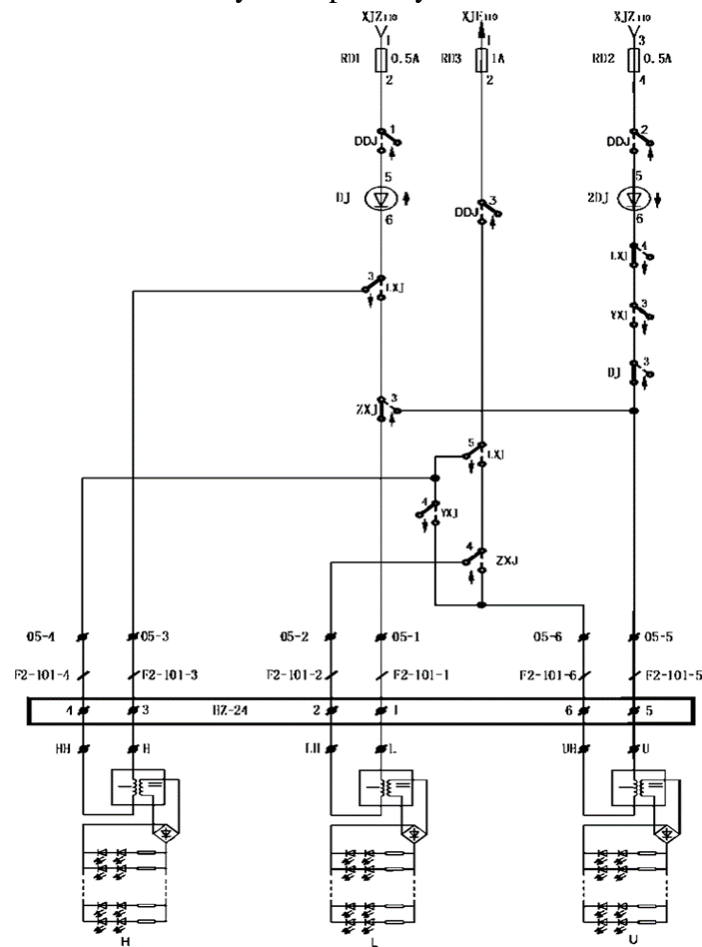 XJZ110 XJF110 XJZ110
1 1 3
RD1 0.5A RD3 1A RD2 0.5A
2 2 4
1 2
DDJ DDJ
5 3 5
DJ DDJ 2DJ
6 6
3 LXJ 4 LXJ
3 YXJ
3 DJ
ZXJ 3
5 LXJ
4 YXJ
4 ZXJ
05-4 05-3 05-2 05-1 05-6 05-5
F2-101-4 F2-101-3 F2-101-2 F2-101-1 F2-101-6 F2-101-5
4 3 HZ-24 2 1 6 5
HH H LH L UH U
H L U